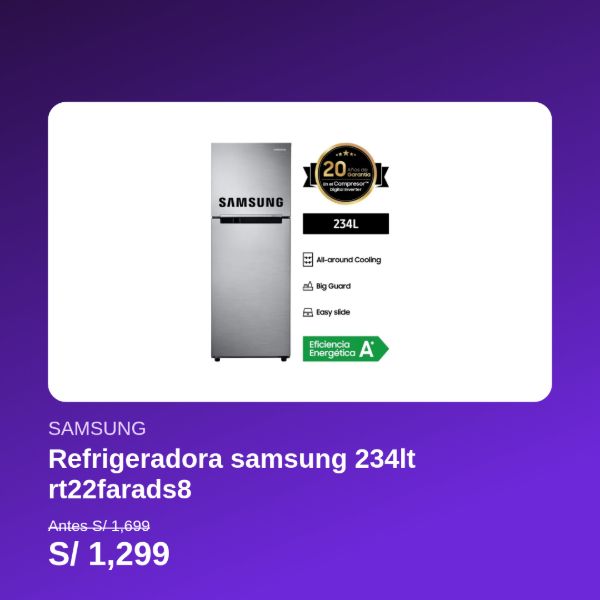 SAMSUNG
20 Años de
Garantía
En el Compresor™
Digital Inverter
234L
All-around Cooling
Big Guard
Easy slide
Eficiencia
Energética A+
SAMSUNG
Refrigeradora samsung 234lt
rt22farads8
Antes S/ 1,699
S/ 1,299